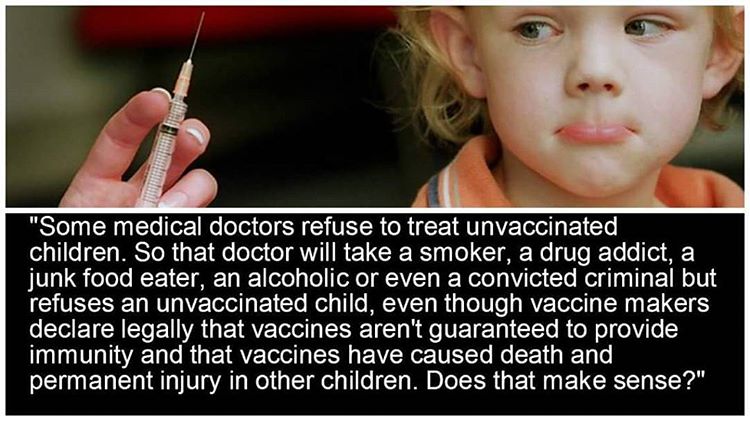 "Some medical doctors refuse to treat unvaccinated
children. So that doctor will take a smoker, a drug addict, a
junk food eater, an alcoholic or even a convicted criminal but
refuses an unvaccinated child, even though vaccine makers
declare legally that vaccines aren't guaranteed to provide
immunity and that vaccines have caused death and
permanent injury in other children. Does that make sense?"